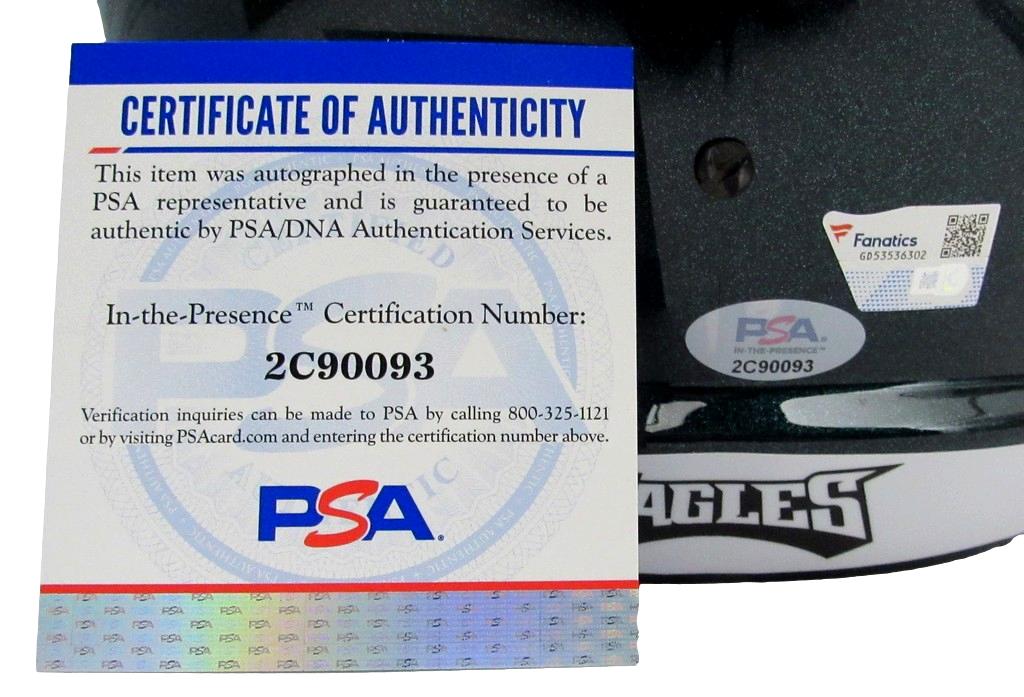 CERTIFICATE OF AUTHENTICITY
This item was autographed in the presence of a
PSA representative and is guaranteed to be
authentic by PSA/DNA Authentication Services.
In-the-Presence™ Certification Number:
2C90093
Verification inquiries can be made to PSA by calling 800-325-1121
or by visiting PSAcard.com and entering the certification number above.
PSA®
Fanatics
GD53536302
PSA®
IN-THE-PRESENCE™
2C90093
AGLES